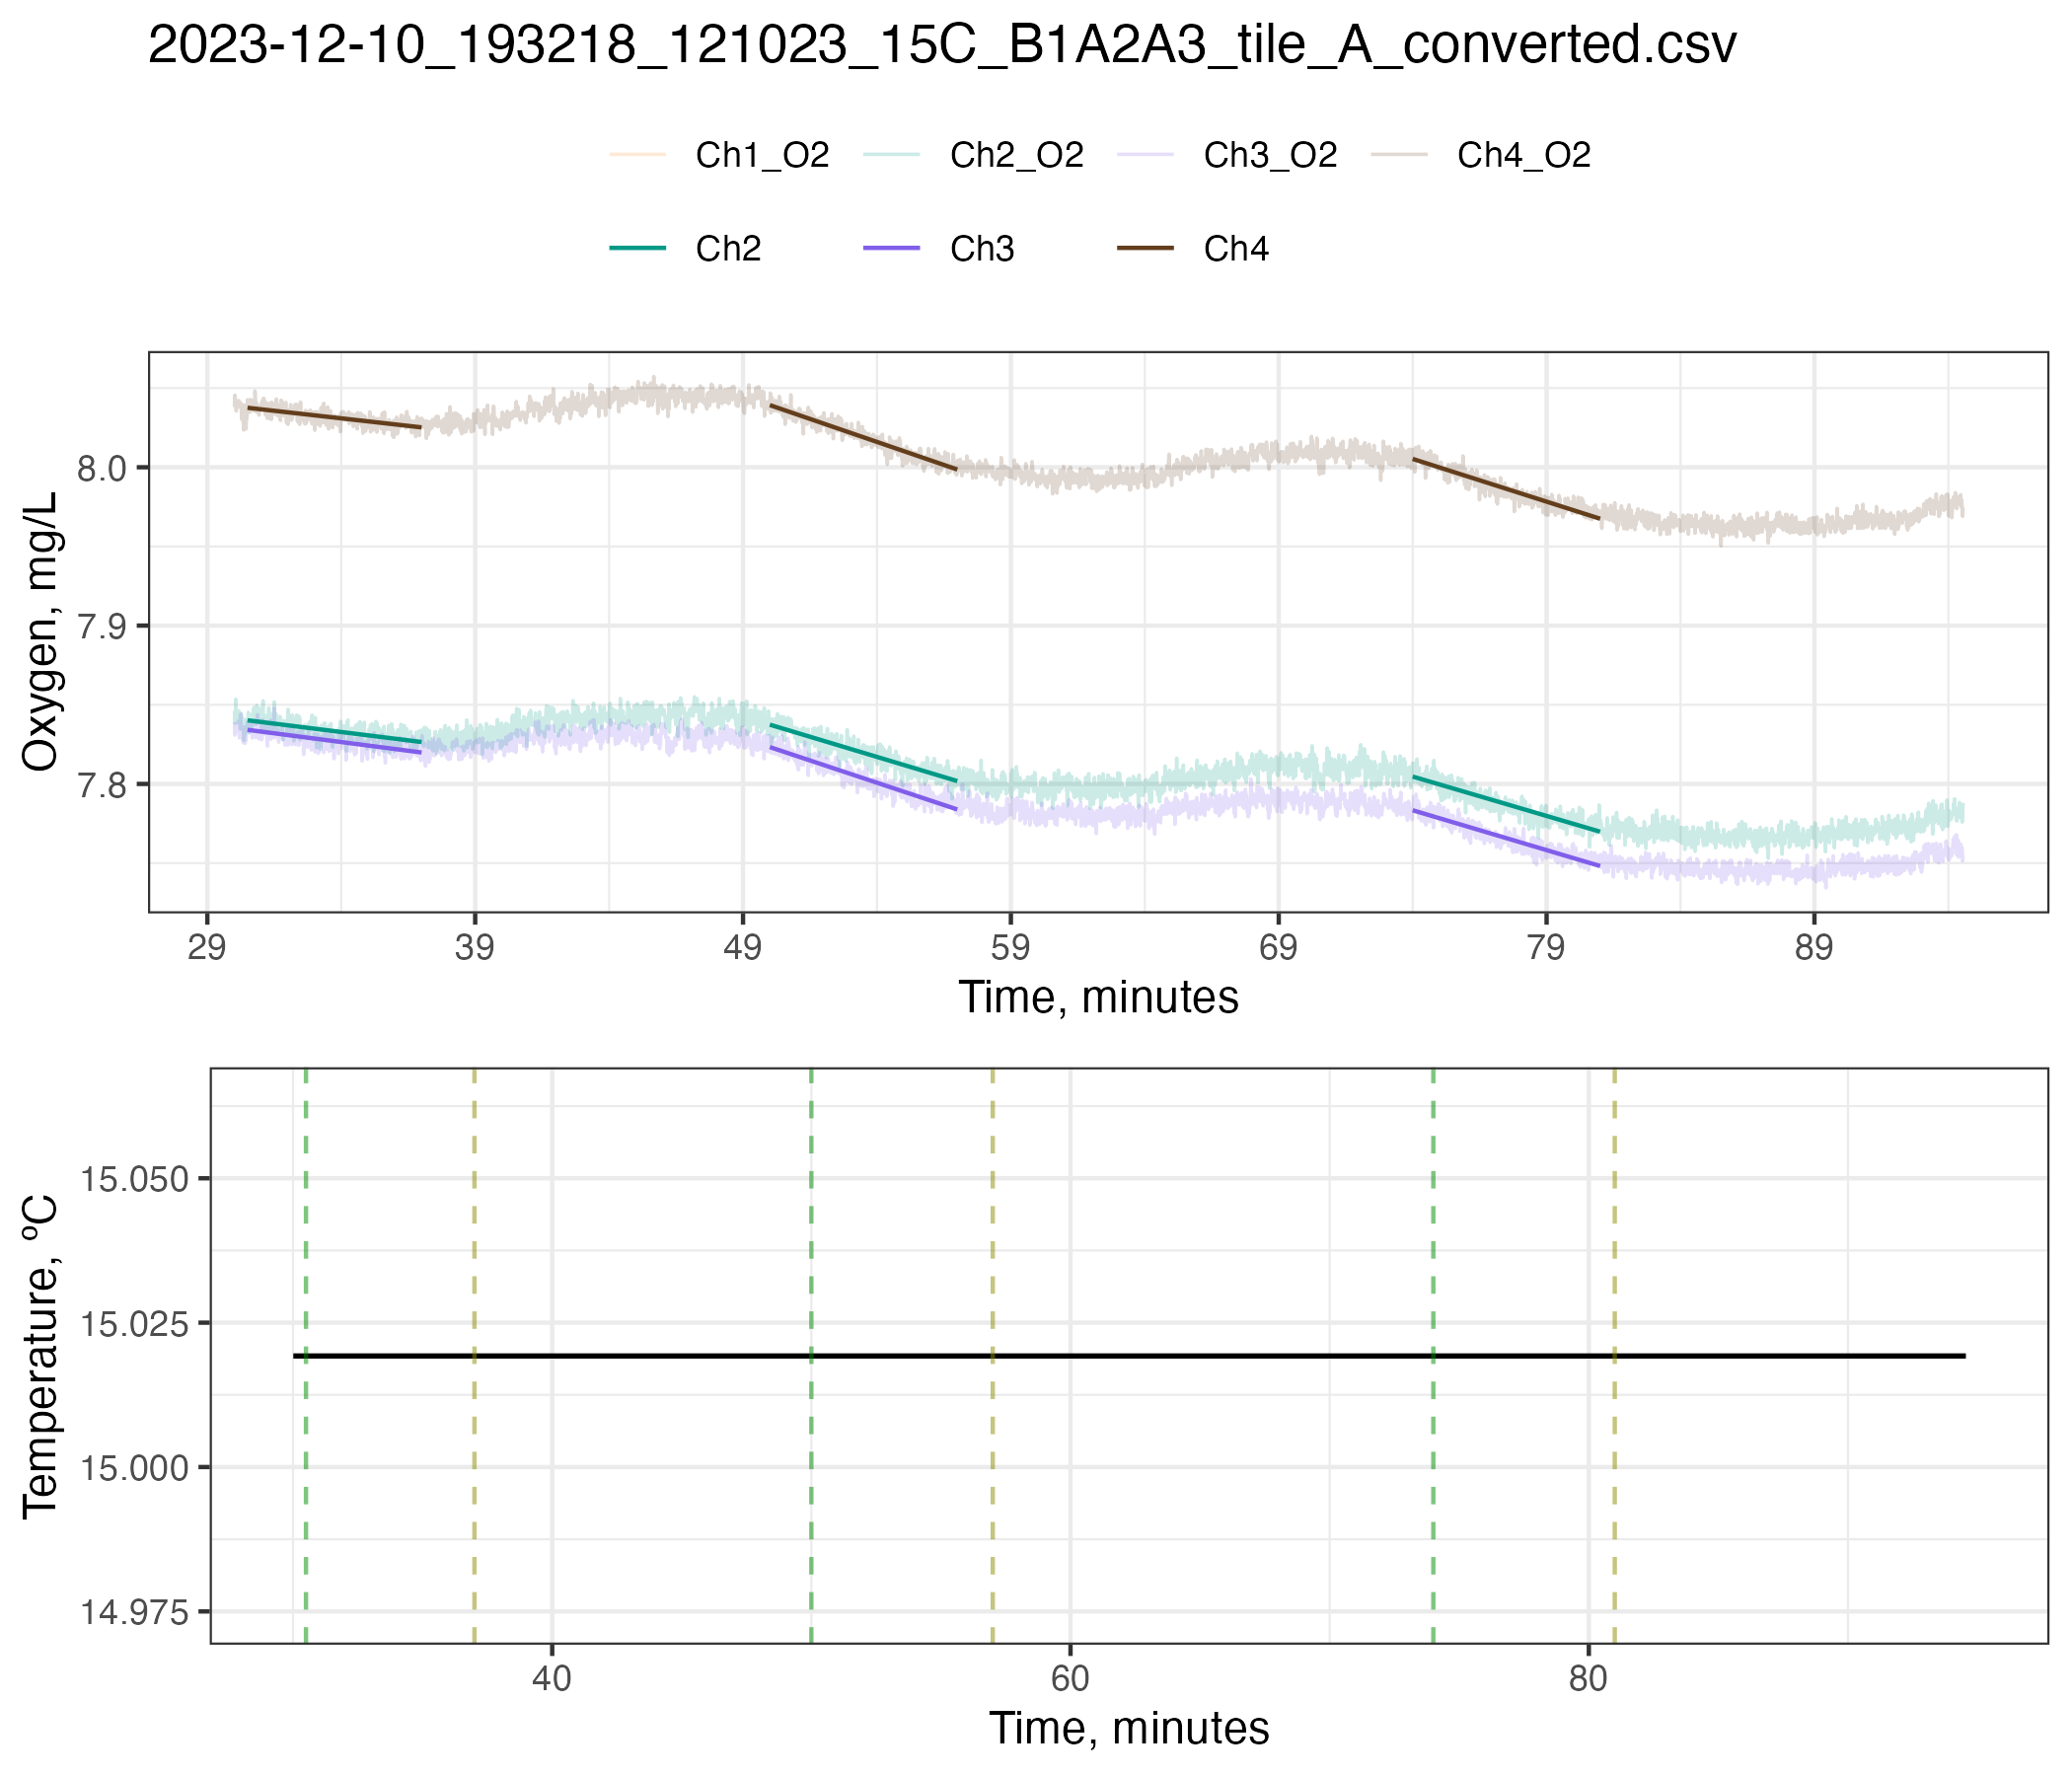 2023-12-10_193218_121023_15C_B1A2A3_tile_A_converted.csv
Ch1_O2 Ch2_O2 Ch3_O2 Ch4_O2
Ch2 Ch3 Ch4
Oxygen, mg/L
8.0
7.9
7.8
29 39 49 59 69 79 89
Time, minutes
Temperature, ºC
15.050
15.025
15.000
14.975
40 60 80
Time, minutes